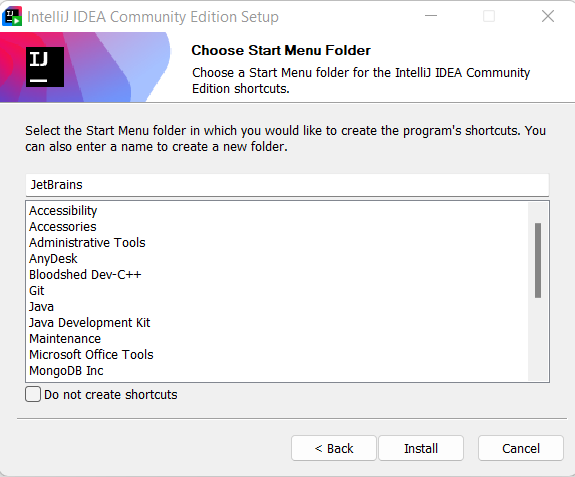 IntelliJ IDEA Community Edition Setup
IJ
Choose Start Menu Folder
Choose a Start Menu folder for the IntelliJ IDEA Community
Edition shortcuts.
Select the Start Menu folder in which you would like to create the program's shortcuts. You
can also enter a name to create a new folder.
JetBrains
Accessibility
Accessories
Administrative Tools
AnyDesk
Bloodshed Dev-C++
Git
Java
Java Development Kit
Maintenance
Microsoft Office Tools
MongoDB Inc
Do not create shortcuts
< Back
Install
Cancel